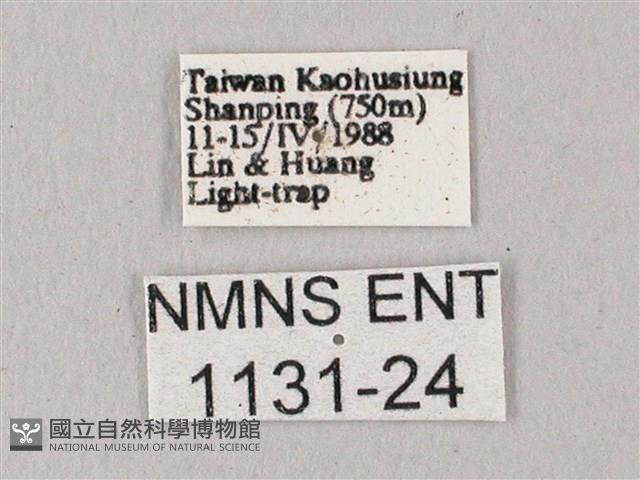 Taiwan Kaohusiung
Shanping (750m)
11-15/IV/1988
Lin & Huang
Light-trap
NMNS ENT
1131-24
國立自然科學博物館
NATIONAL MUSEUM OF NATURAL SCIENCE